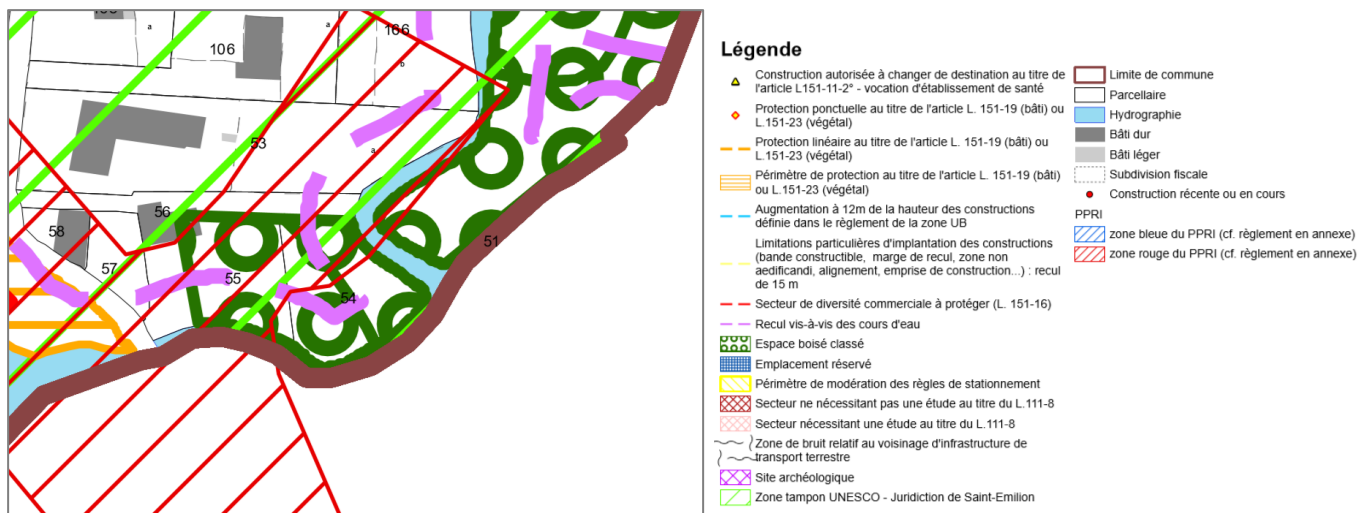 106
a
166
b
53
a
58
56
57
55
54
51
Légende
Construction autorisée à changer de destination au titre de
l'article L151-11-2° - vocation d'établissement de santé
Protection ponctuelle au titre de l'article L. 151-19 (bâti) ou
L.151-23 (végétal)
Protection linéaire au titre de l'article L. 151-19 (bâti) ou
L.151-23 (végétal)
Périmètre de protection au titre de l'article L. 151-19 (bâti)
ou L.151-23 (végétal)
Augmentation à 12m de la hauteur des constructions
définie dans le règlement de la zone UB
Limitations particulières d'implantation des constructions
(bande constructible, marge de recul, zone non
aedificandi, alignement, emprise de construction...) : recul
de 15 m
Secteur de diversité commerciale à protéger (L. 151-16)
Recul vis-à-vis des cours d'eau
Espace boisé classé
Emplacement réservé
Périmètre de modération des règles de stationnement
Secteur ne nécessitant pas une étude au titre du L.111-8
Secteur nécessitant une étude au titre du L.111-8
Zone de bruit relatif au voisinage d'infrastructure de
transport terrestre
Site archéologique
Zone tampon UNESCO - Juridiction de Saint-Emilion
Limite de commune
Parcellaire
Hydrographie
Bâti dur
Bâti léger
Subdivision fiscale
Construction récente ou en cours
PPRI
zone bleue du PPRI (cf. règlement en annexe)
zone rouge du PPRI (cf. règlement en annexe)